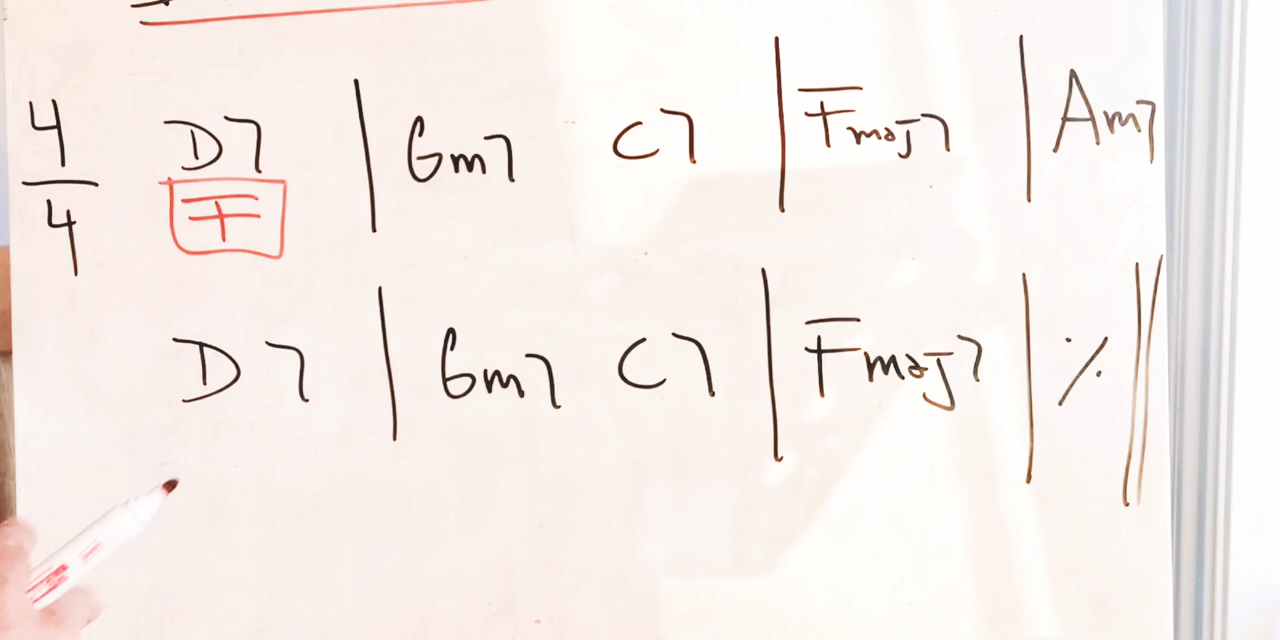 4/4 D7 | Gm7 C7 | Fmaj7 | Am7
F
D7 | Gm7 C7 | Fmaj7 | ٪ ||